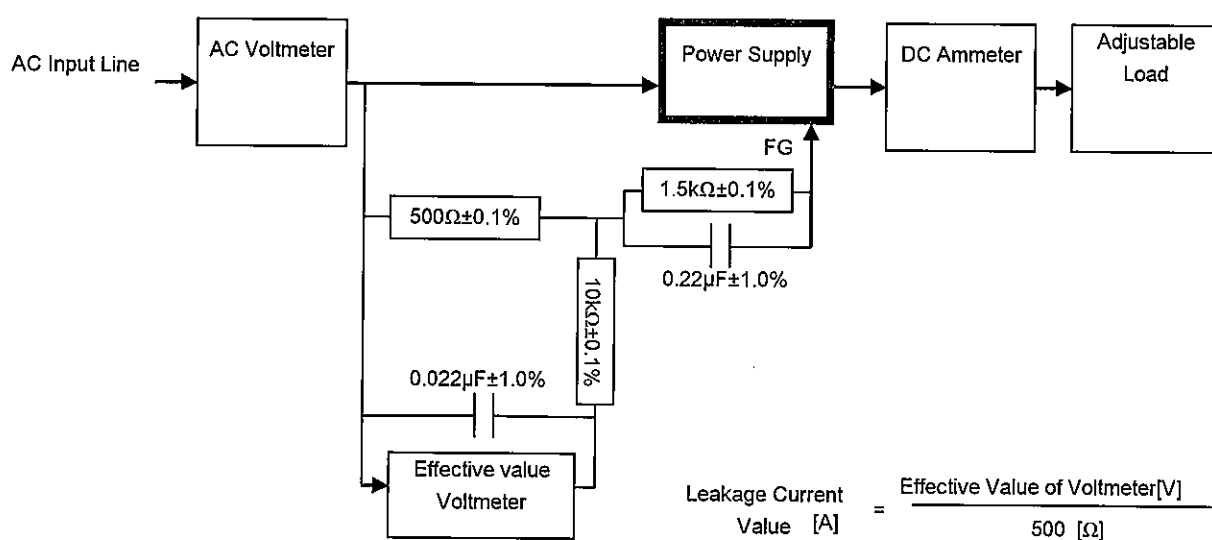 AC Input Line
AC Voltmeter
Power Supply
DC Ammeter
Adjustable
Load
FG
1.5kΩ±0.1%
500Ω±0.1%
0.22µF±1.0%
10kΩ±0.1%
0.022µF±1.0%
Effective value
Voltmeter
Leakage Current
Value [A]
=
Effective Value of Voltmeter[V]
500 [Ω]